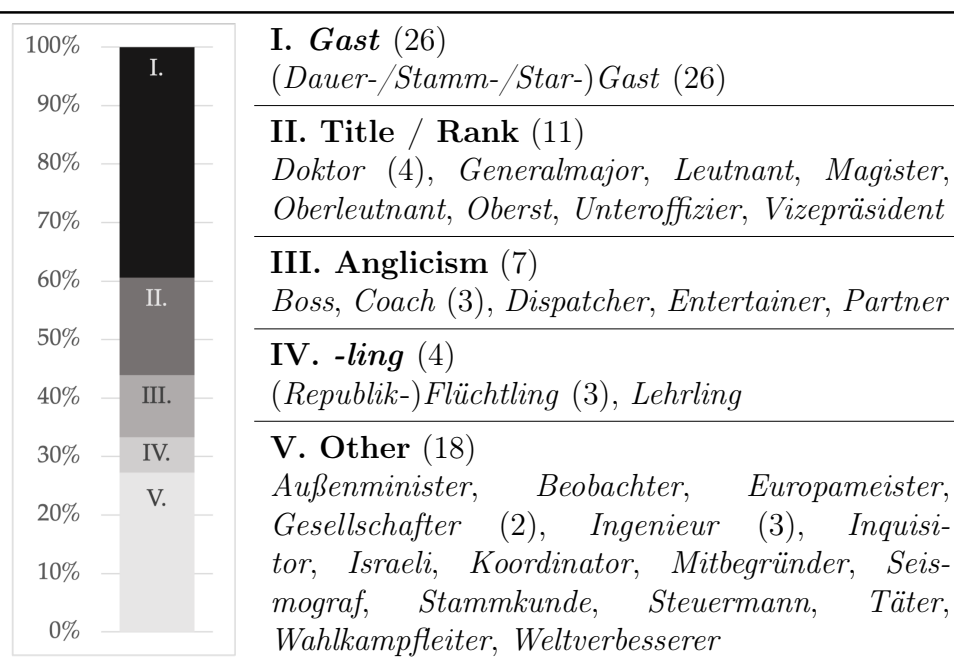 100%
90%
80%
70%
60%
50%
40%
30%
20%
10%
0%
I.
II.
III.
IV.
V.
I. Gast (26)
(Dauer-/Stamm-/Star-)Gast (26)
II. Title / Rank (11)
Doktor (4), Generalmajor, Leutnant, Magister,
Oberleutnant, Oberst, Unteroffizier, Vizepräsident
III. Anglicism (7)
Boss, Coach (3), Dispatcher, Entertainer, Partner
IV. -ling (4)
(Republik-)Flüchtling (3), Lehrling
V. Other (18)
Außenminister, Beobachter, Europameister,
Gesellschafter (2), Ingenieur (3), Inquisi-
tor, Israeli, Koordinator, Mitbegründer, Seis-
mograf, Stammkunde, Steuermann, Täter,
Wahlkampfleiter, Weltverbesserer